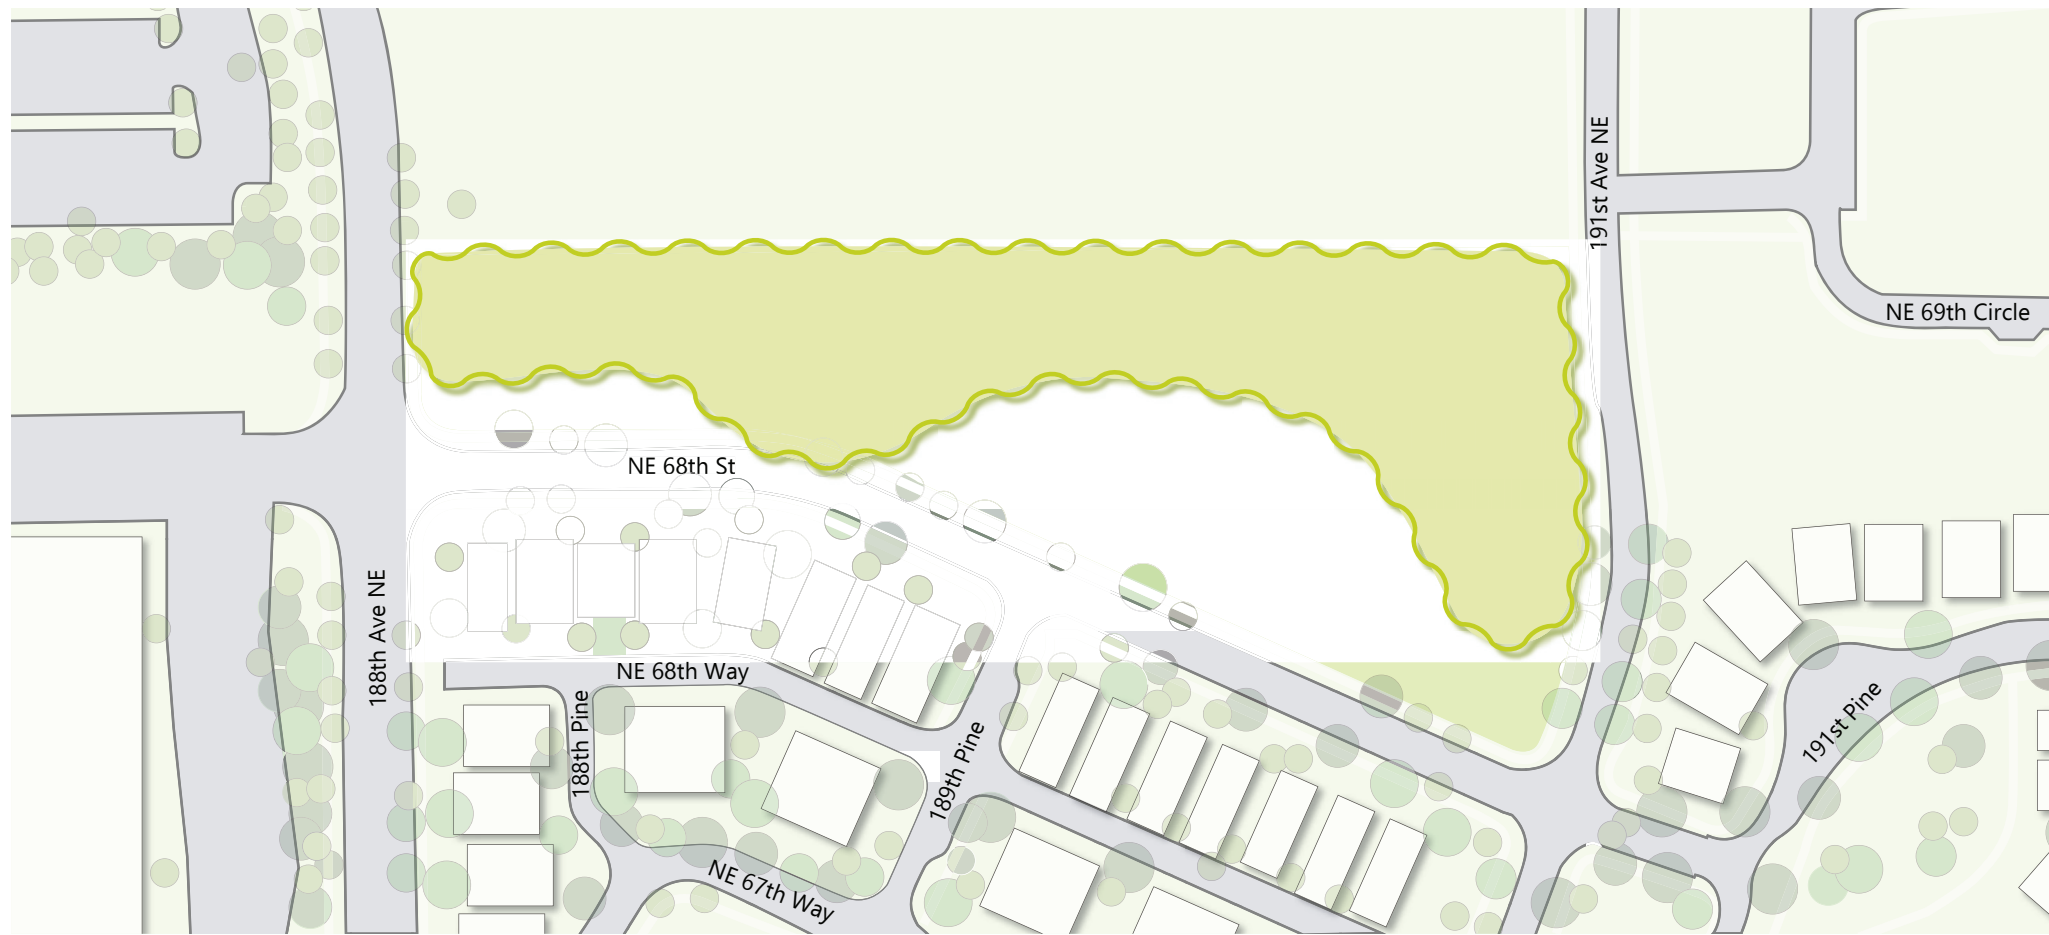 191st Ave NE
NE 69th Circle
NE 68th St
188th Ave NE
NE 68th Way
188th Pine
189th Pine
191st Pine
NE 67th Way